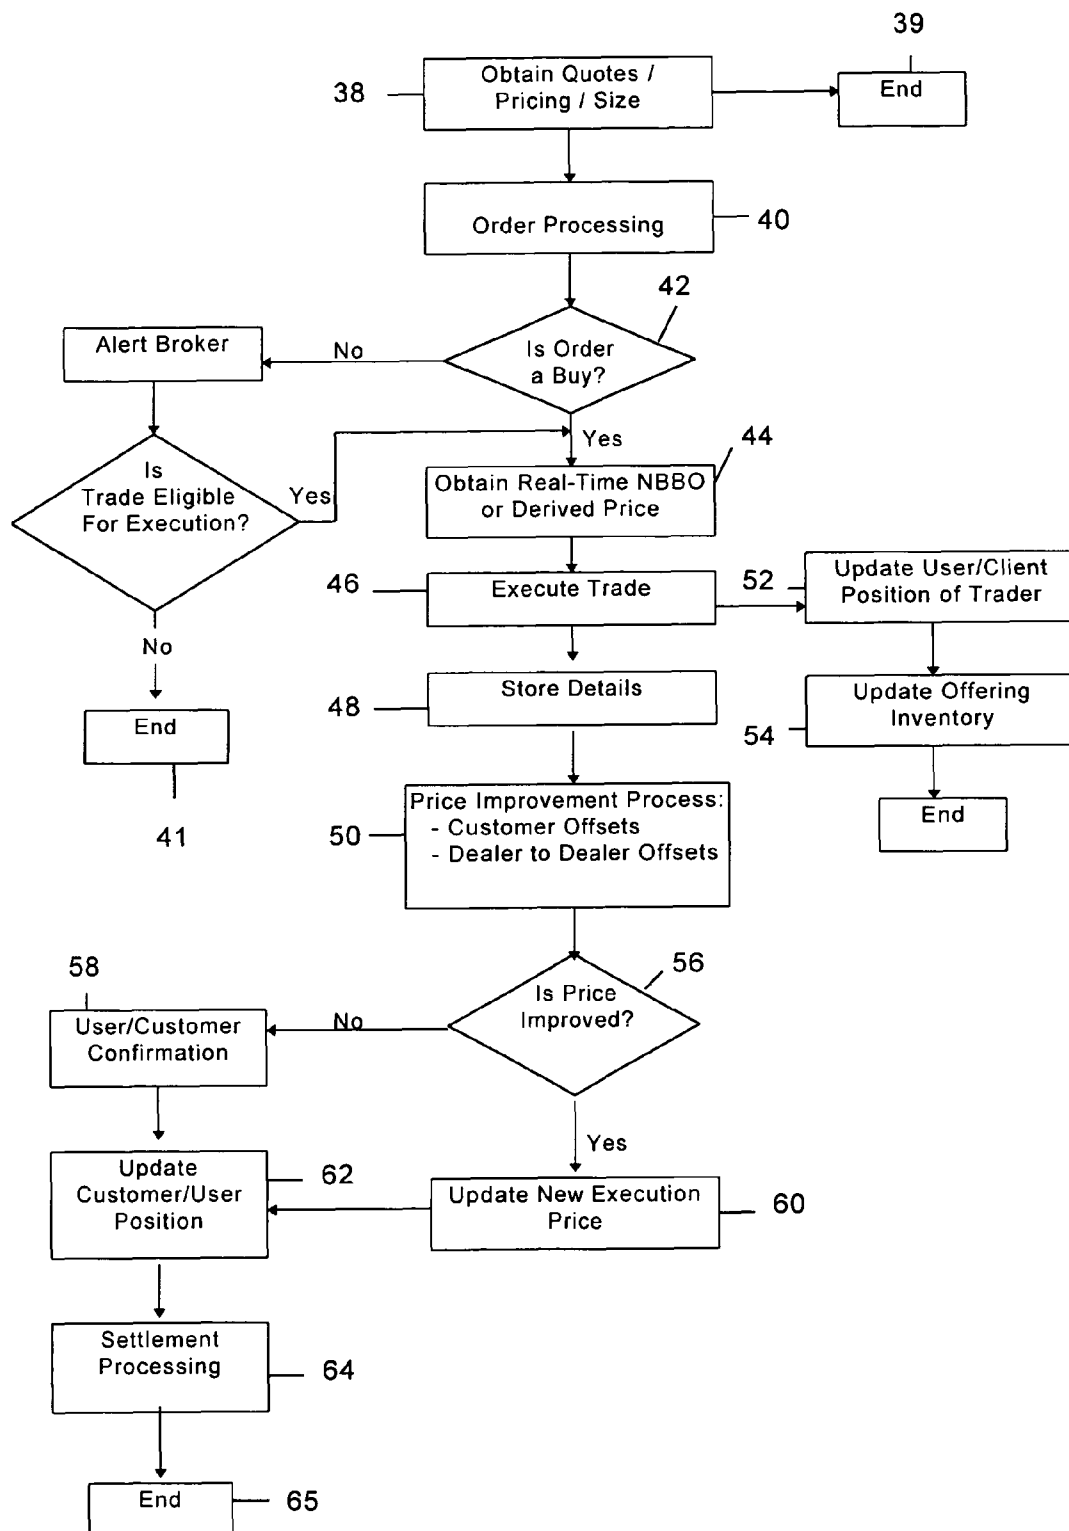 39
38
Obtain Quotes /
Pricing / Size
End
Order Processing
40
42
Alert Broker
No
Is Order
a Buy?
Is
Trade Eligible
For Execution?
Yes
Yes
44
Obtain Real-Time NBBO
or Derived Price
46
Execute Trade
52
Update User/Client
Position of Trader
No
48
Store Details
Update Offering
Inventory
54
End
41
Price Improvement Process:
- Customer Offsets
- Dealer to Dealer Offsets
50
End
58
56
Is Price
Improved?
No
User/Customer
Confirmation
Yes
Update
Customer/User
Position
62
Update New Execution
Price
60
Settlement
Processing
64
End
65